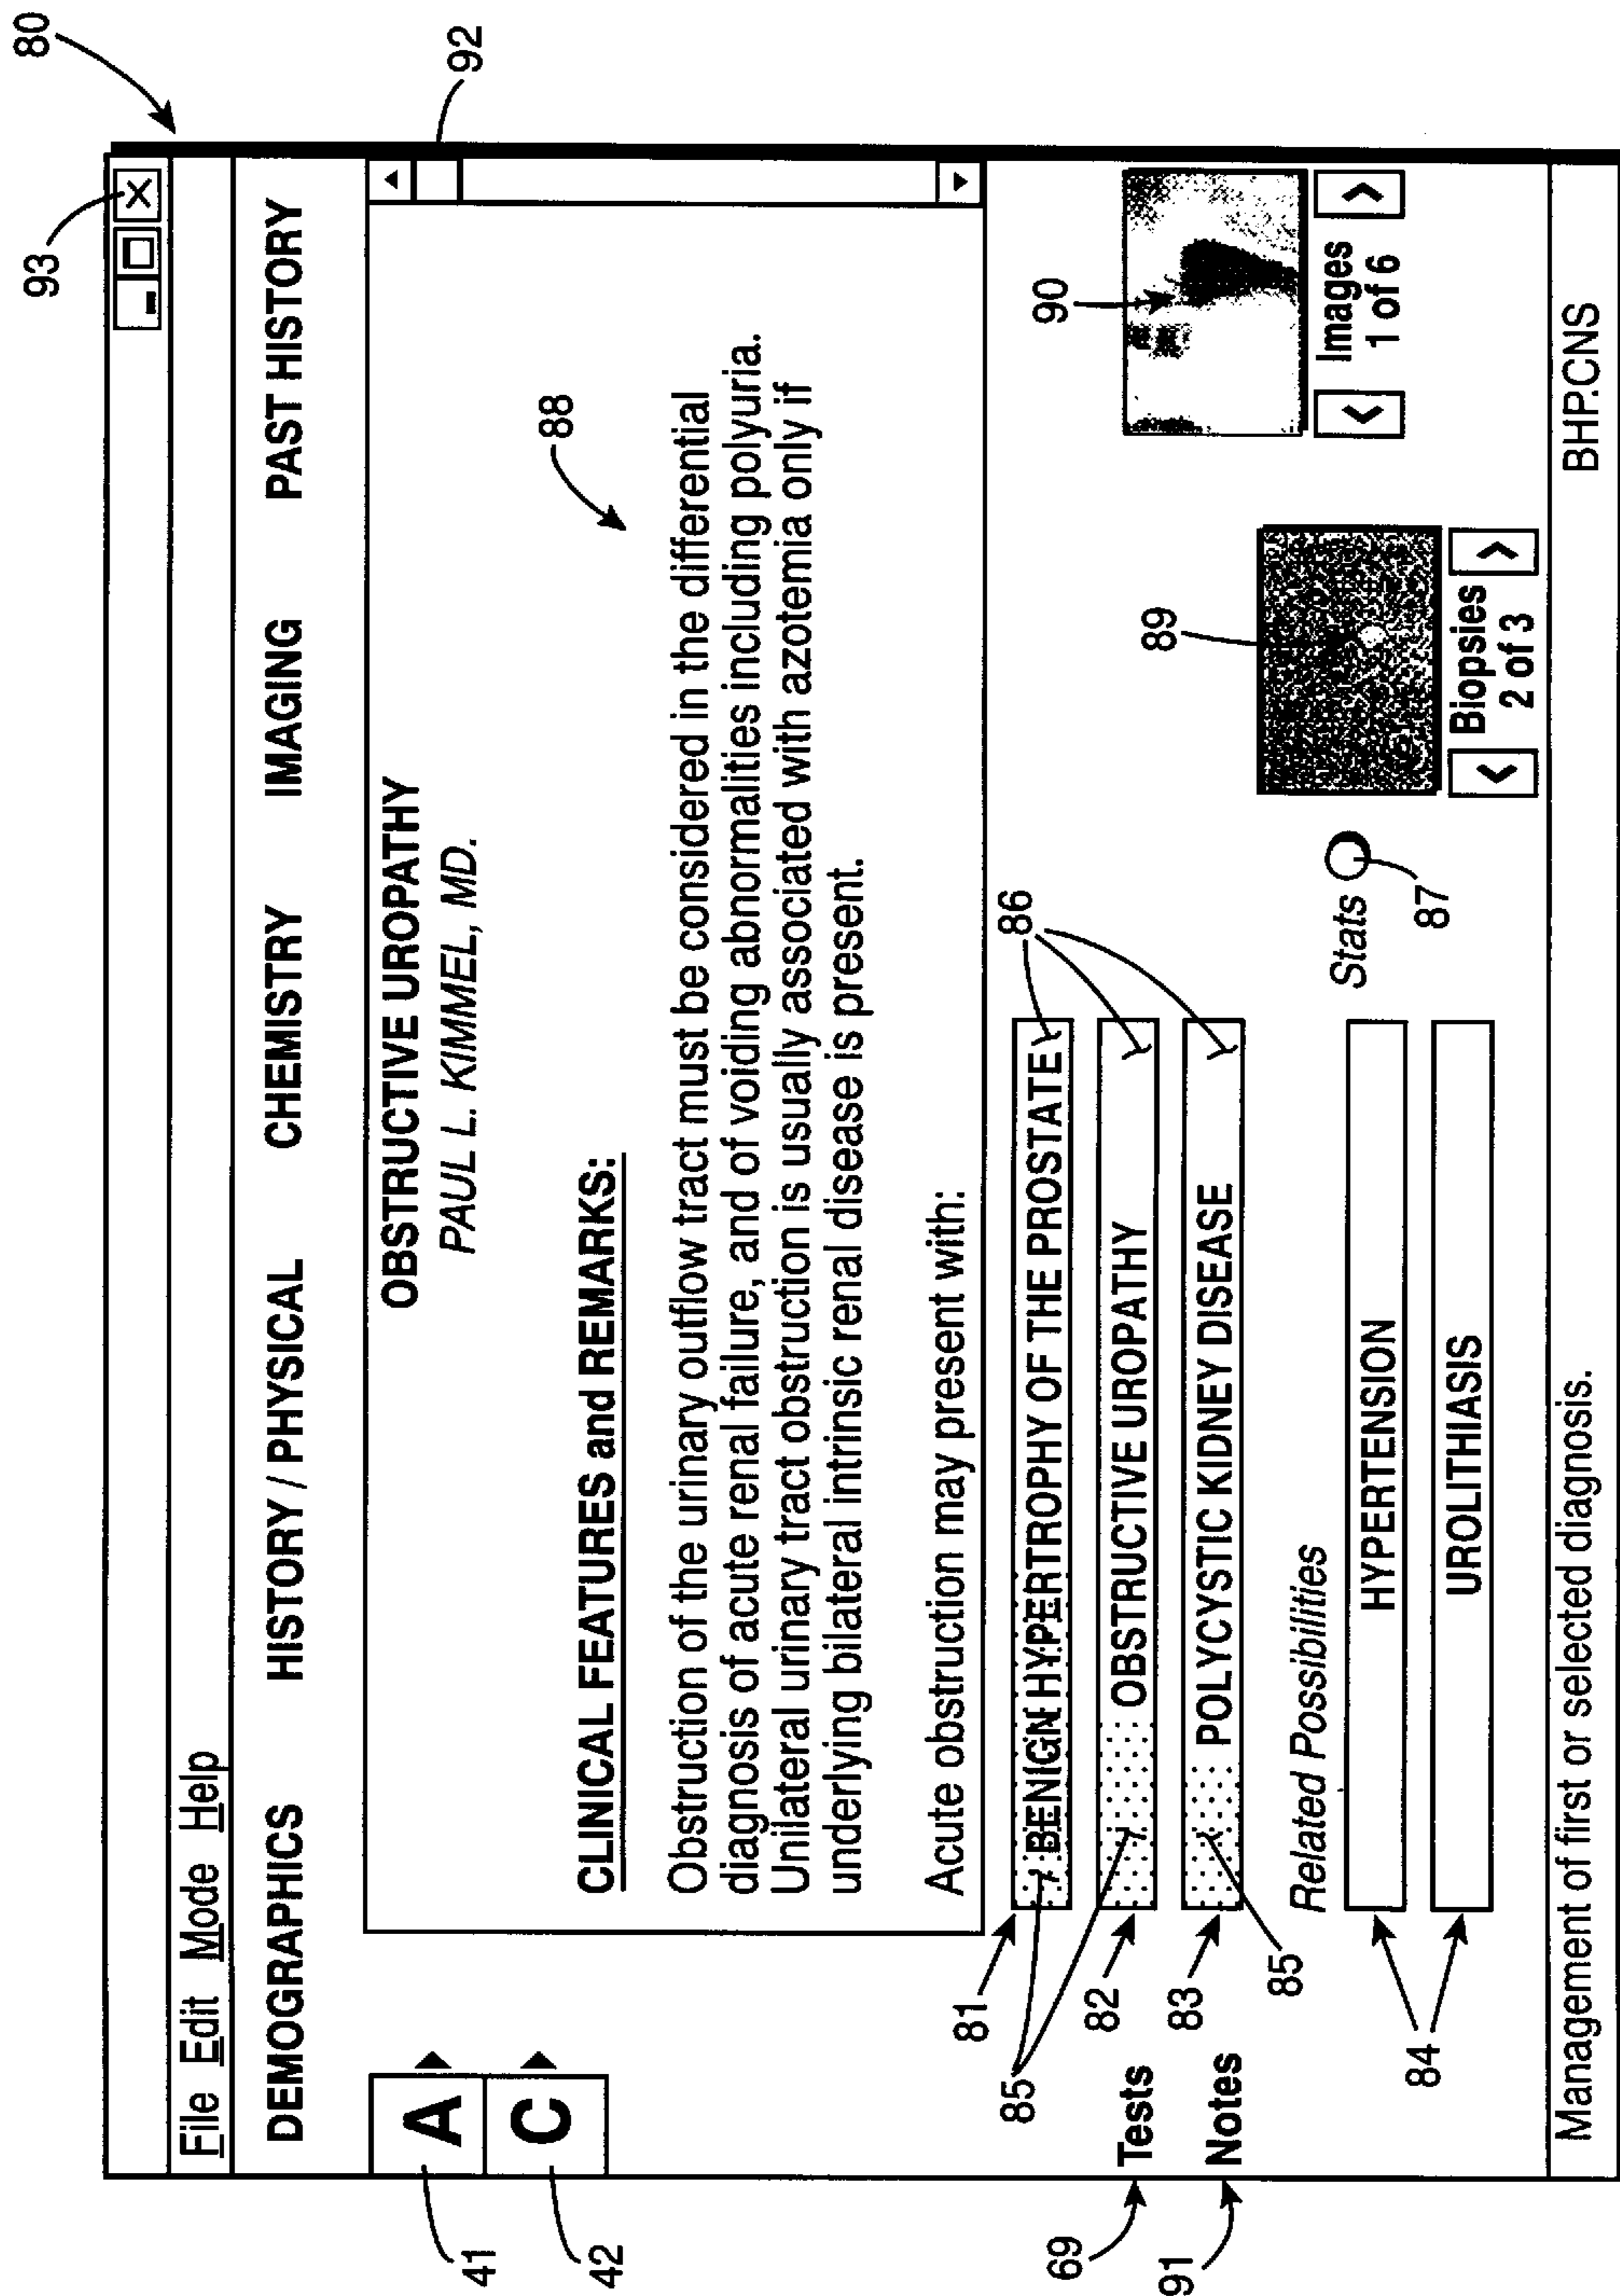 80
93
File Edit Mode Help
DEMOGRAPHICS HISTORY / PHYSICAL CHEMISTRY IMAGING PAST HISTORY
92
41 A
42 C
OBSTRUCTIVE UROPATHY
PAUL L. KIMMEL, MD.
88
CLINICAL FEATURES and REMARKS:
Obstruction of the urinary outflow tract must be considered in the differential
diagnosis of acute renal failure, and of voiding abnormalities including polyuria.
Unilateral urinary tract obstruction is usually associated with azotemia only if
underlying bilateral intrinsic renal disease is present.
Acute obstruction may present with:
81 BENIGN HYPERTROPHY OF THE PROSTATE 86
85
69 Tests 82 OBSTRUCTIVE UROPATHY
91 Notes 83 POLYCYSTIC KIDNEY DISEASE
85
Related Possibilities
84 HYPERTENSION
UROLITHIASIS
Stats
87
89
Biopsies
< 2 of 3 >
90
Images
< 1 of 6 >
Management of first or selected diagnosis. BHP.CNS